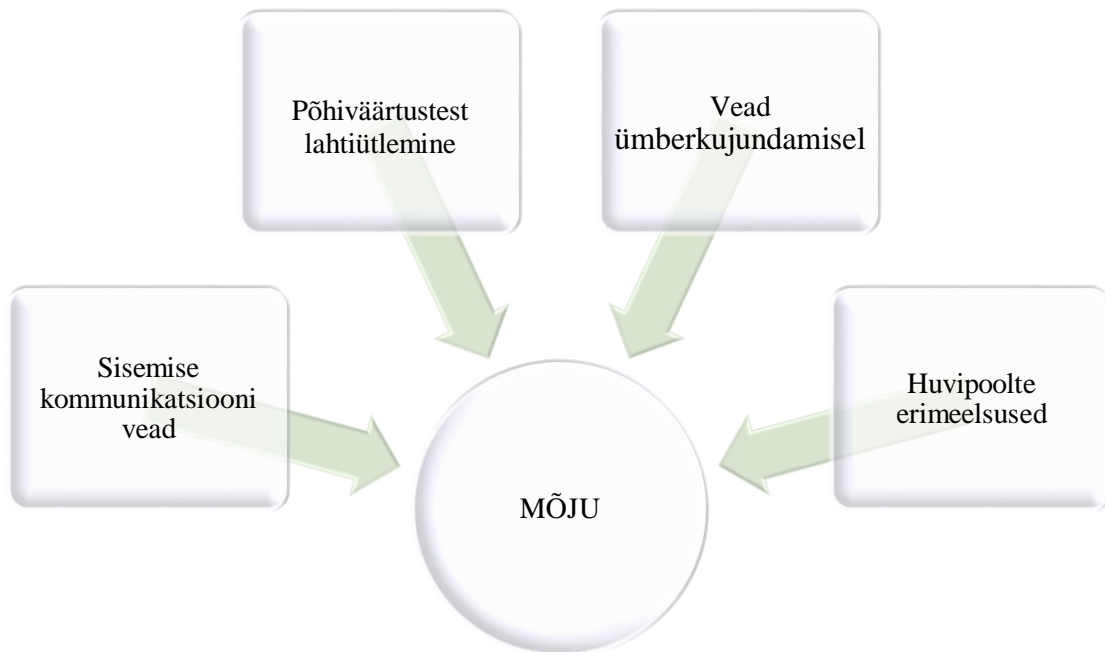 Põhiväärtustest
lahtiütlemine
Vead
ümberkujundamisel
Sisemise
kommunikatsiooni
vead
Huvipoolte
erimeelsused
MÕJU